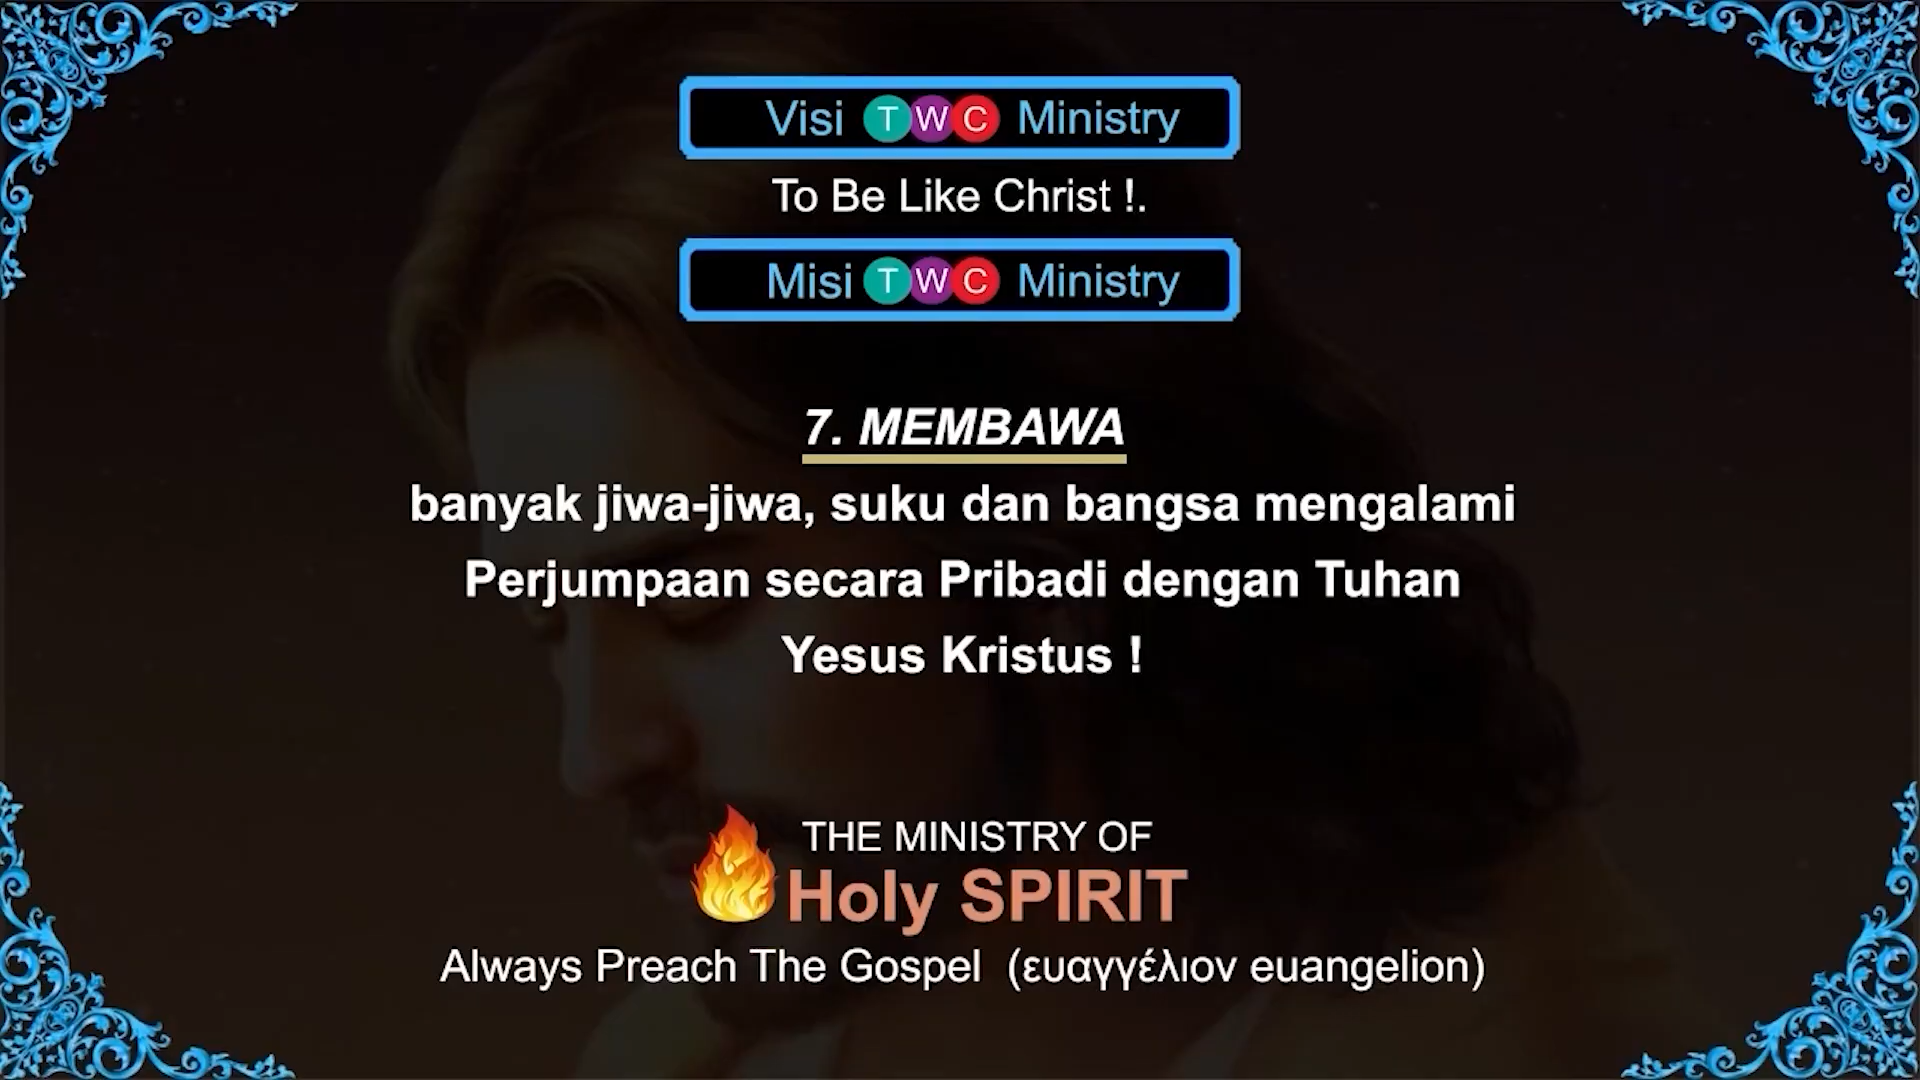 Visi TWC Ministry
To Be Like Christ !.
Misi TWC Ministry
7. MEMBAWA
banyak jiwa-jiwa, suku dan bangsa mengalami
Perjumpaan secara Pribadi dengan Tuhan
Yesus Kristus !
THE MINISTRY OF
Holy SPIRIT
Always Preach The Gospel (ευαγγέλιον euangelion)